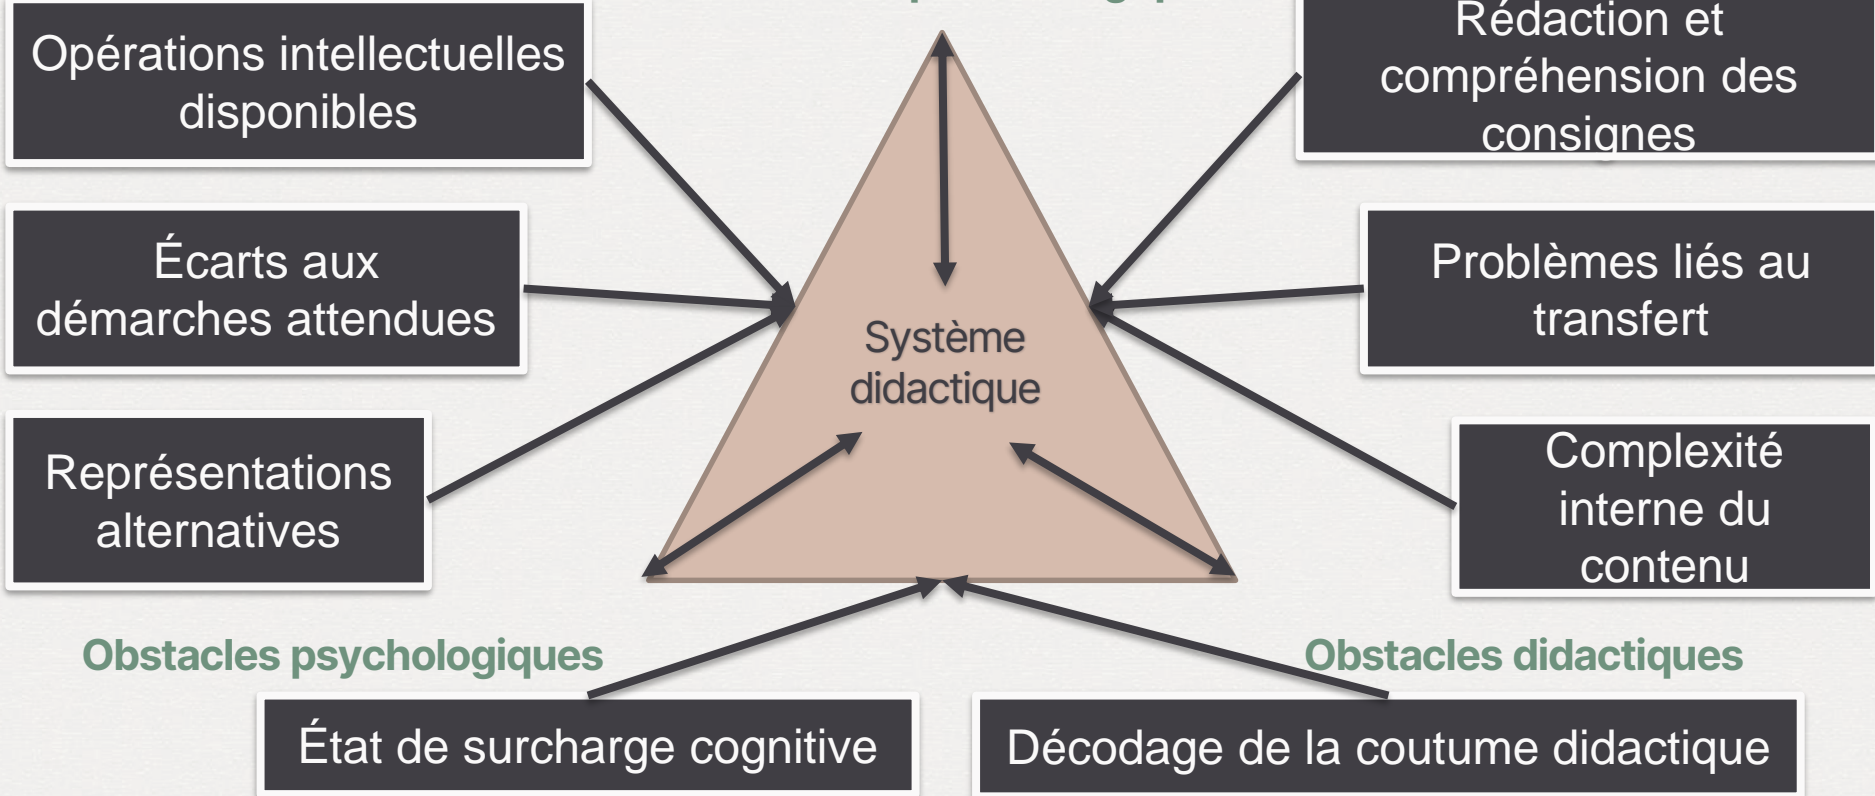 Opérations intellectuelles
disponibles
Rédaction et
compréhension des
consignes
Écarts aux
démarches attendues
Problèmes liés au
transfert
Système
didactique
Représentations
alternatives
Complexité
interne du
contenu
Obstacles psychologiques
Obstacles didactiques
État de surcharge cognitive
Décodage de la coutume didactique